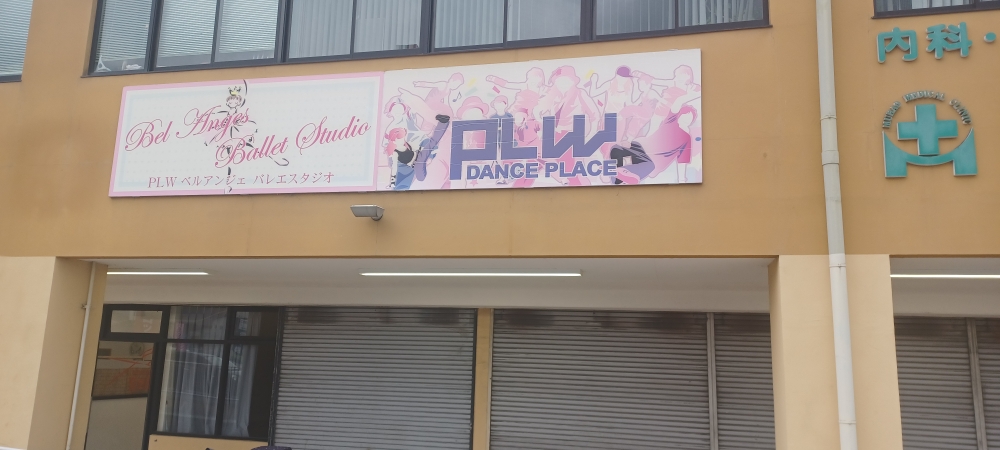 Bel Anges
Ballet Studio
PLW ベルアンジェ バレエスタジオ
PLW
DANCE PLACE
内科・
MEDICAL